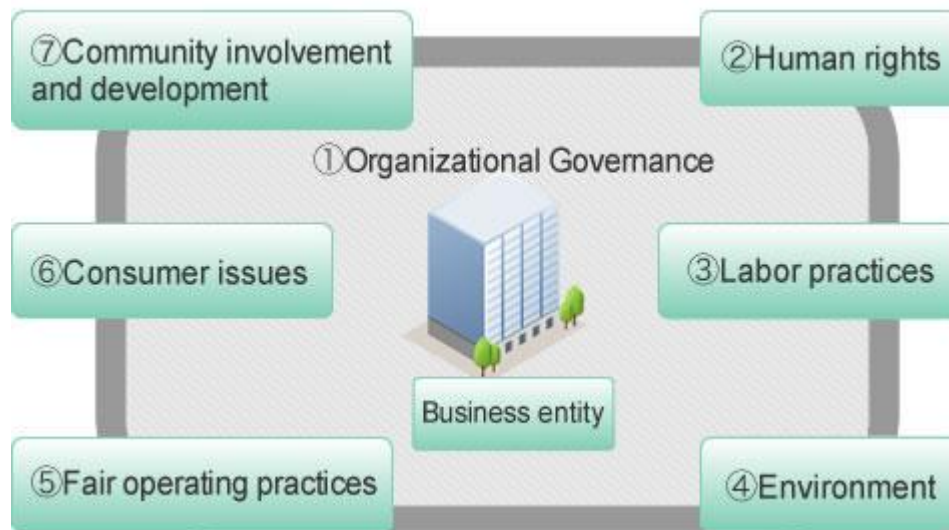 ⑦Community involvement
and development
②Human rights
①Organizational Governance
⑥Consumer issues
③Labor practices
Business entity
⑤Fair operating practices
④Environment